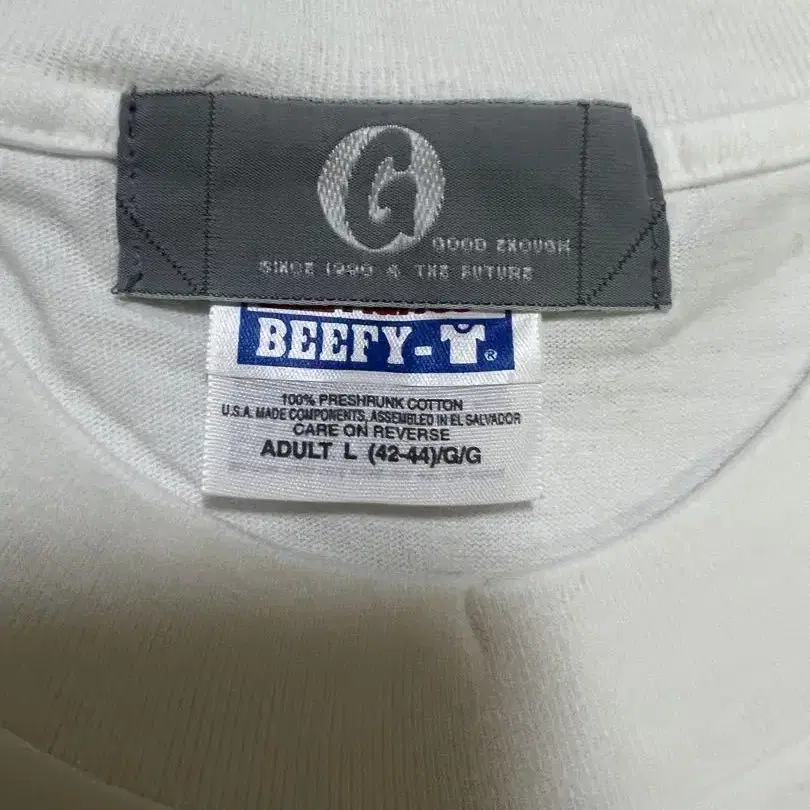 G
GOOD ENOUGH
SINCE 1990 & THE FUTURE
BEEFY-T®
100% PRESHRUNK COTTON
U.S.A. MADE COMPONENTS, ASSEMBLED IN EL SALVADOR
CARE ON REVERSE
ADULT L (42-44)/G/G